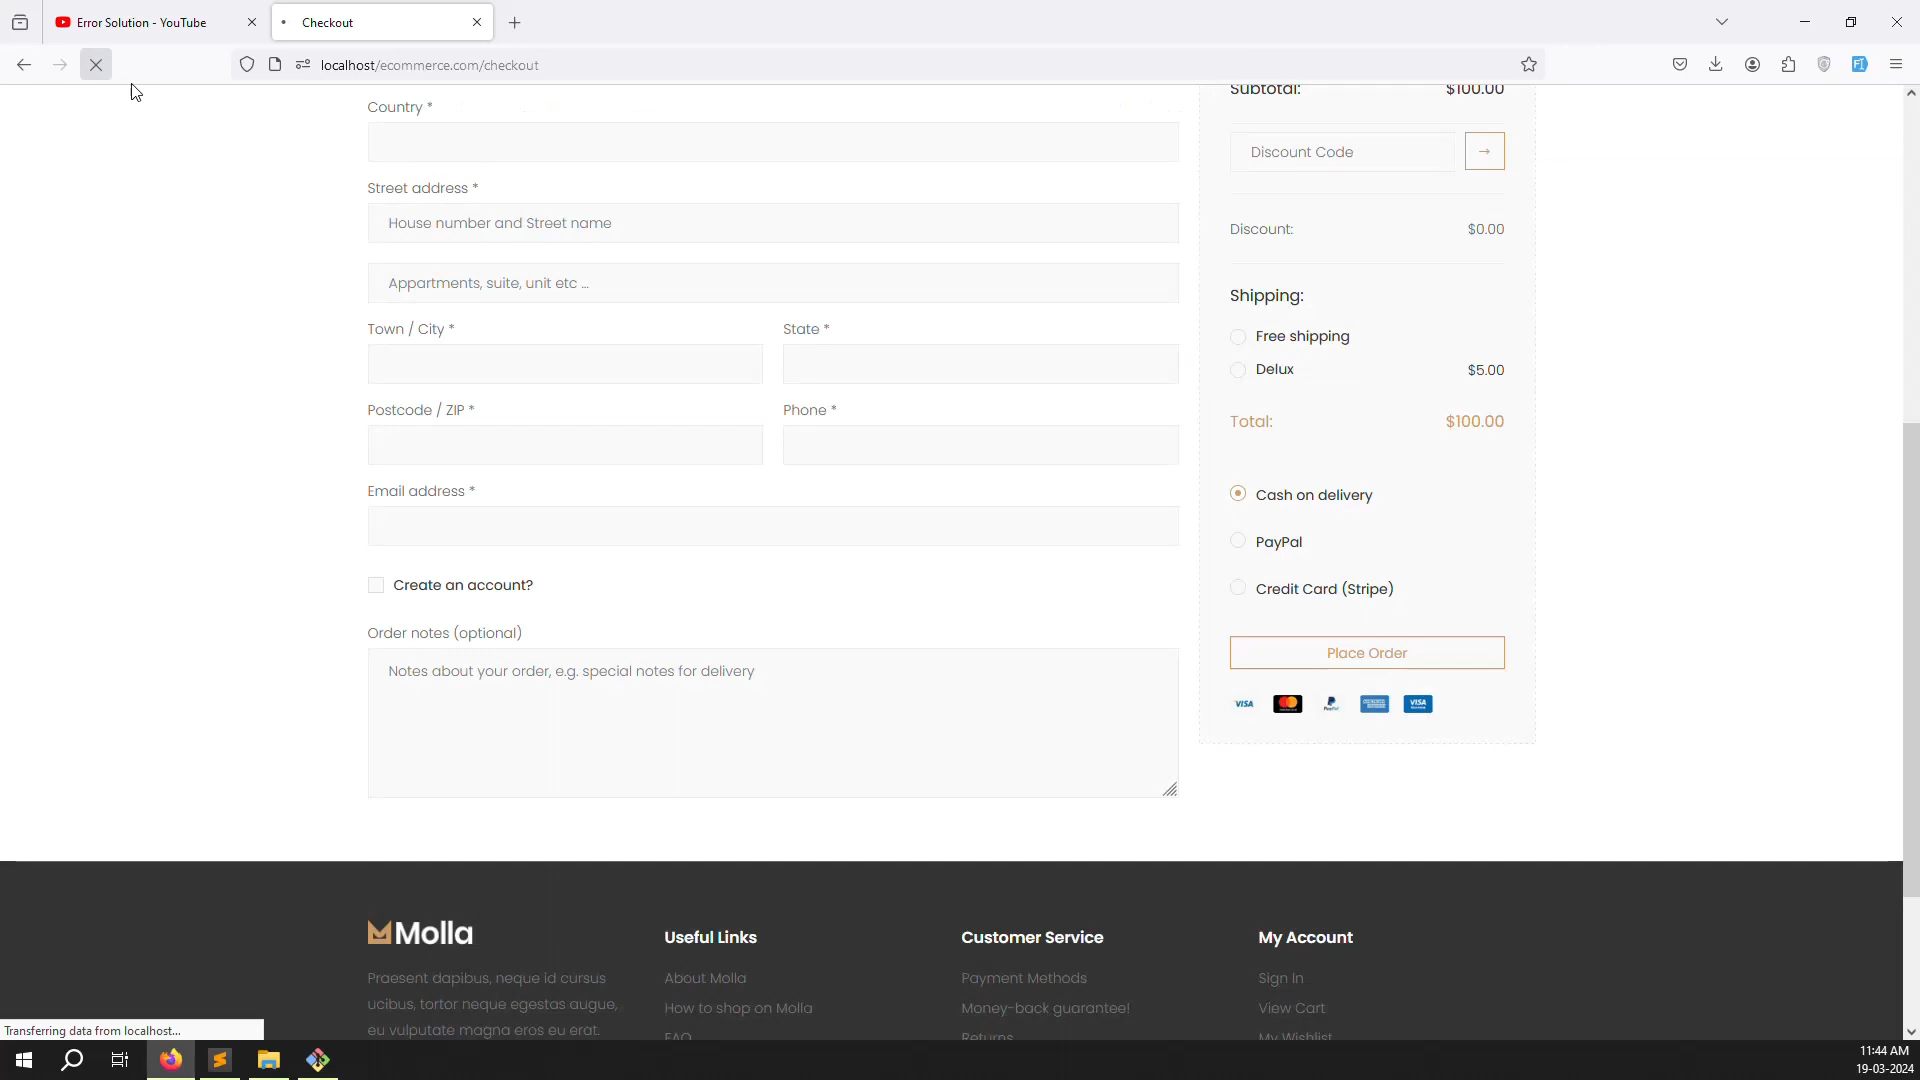 Error Solution - YouTube
Checkout
localhost/ecommerce.com/checkout
Country *
Street address *
House number and Street name
Appartments, suite, unit etc ...
Town / City *
State *
Postcode / ZIP *
Phone *
Email address *
Create an account?
Order notes (optional)
Notes about your order, e.g. special notes for delivery
Subtotal: $100.00
Discount Code →
Discount: $0.00
Shipping:
Free shipping
Delux $5.00
Total: $100.00
Cash on delivery
PayPal
Credit Card (Stripe)
Place Order
VISA
PayPal
VISA
Molla
Praesent dapibus, neque id cursus
ucibus, tortor neque egestas augue,
eu vulputate magna eros eu erat.
Useful Links
About Molla
How to shop on Molla
FAQ
Customer Service
Payment Methods
Money-back guarantee!
Returns
My Account
Sign In
View Cart
My Wishlist
Transferring data from localhost...
11:44 AM
19-03-2024